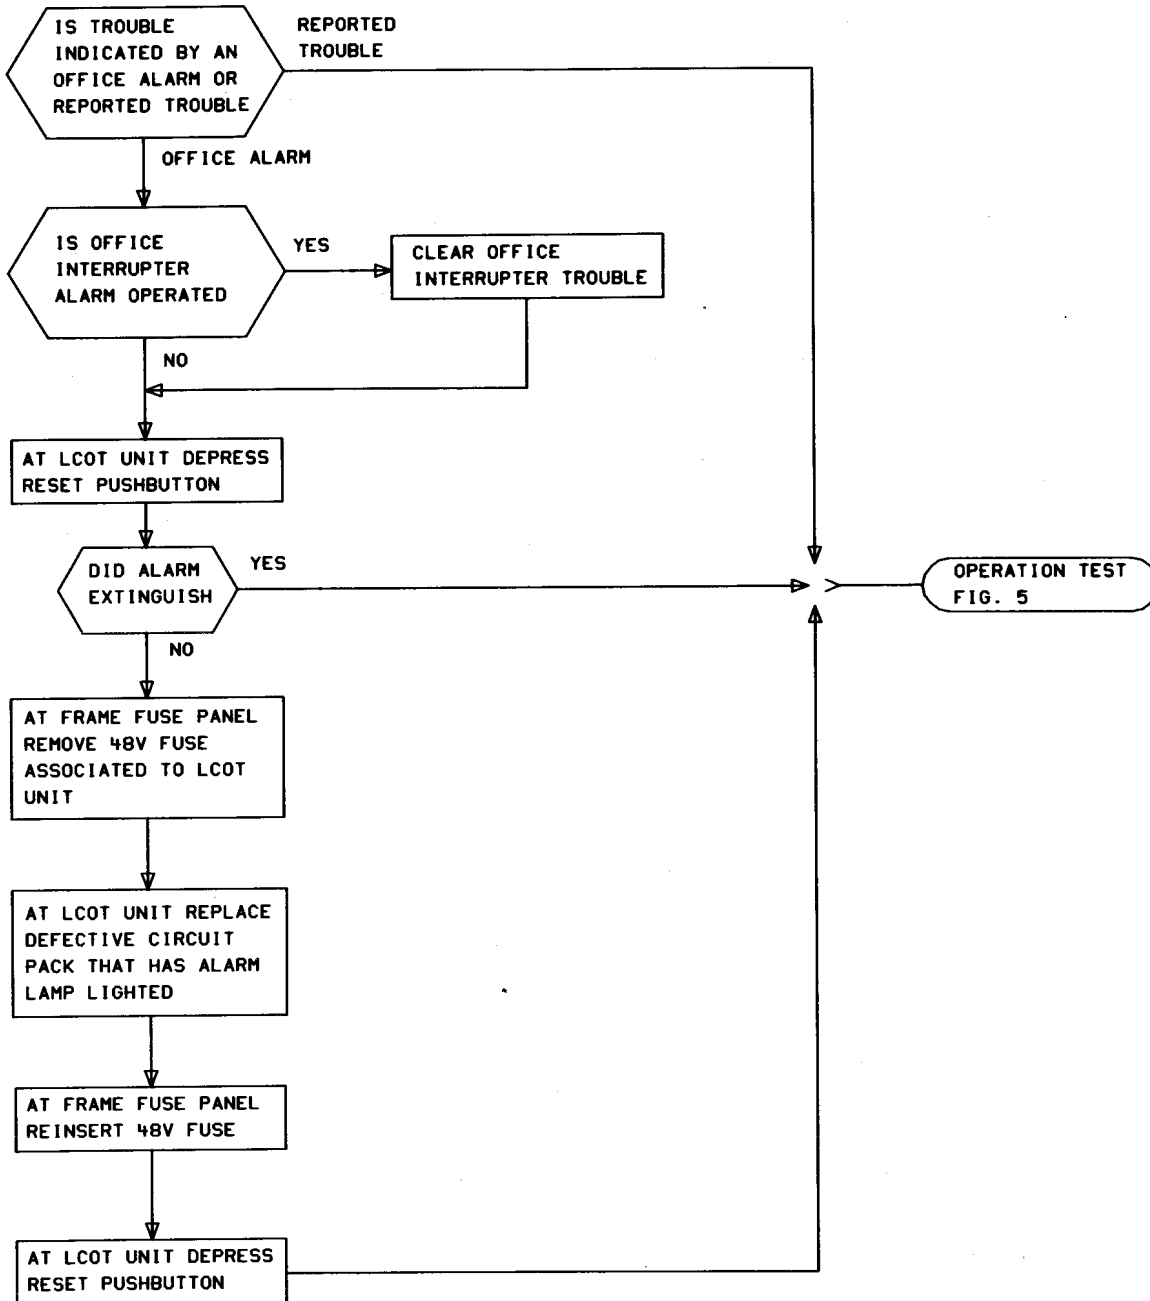 IS TROUBLE
INDICATED BY AN
OFFICE ALARM OR
REPORTED TROUBLE
REPORTED
TROUBLE
OFFICE ALARM
IS OFFICE
INTERRUPTER
ALARM OPERATED
YES
CLEAR OFFICE
INTERRUPTER TROUBLE
NO
AT LCOT UNIT DEPRESS
RESET PUSHBUTTON
DID ALARM
EXTINGUISH
YES
OPERATION TEST
FIG. 5
NO
AT FRAME FUSE PANEL
REMOVE 48V FUSE
ASSOCIATED TO LCOT
UNIT
AT LCOT UNIT REPLACE
DEFECTIVE CIRCUIT
PACK THAT HAS ALARM
LAMP LIGHTED
AT FRAME FUSE PANEL
REINSERT 48V FUSE
AT LCOT UNIT DEPRESS
RESET PUSHBUTTON